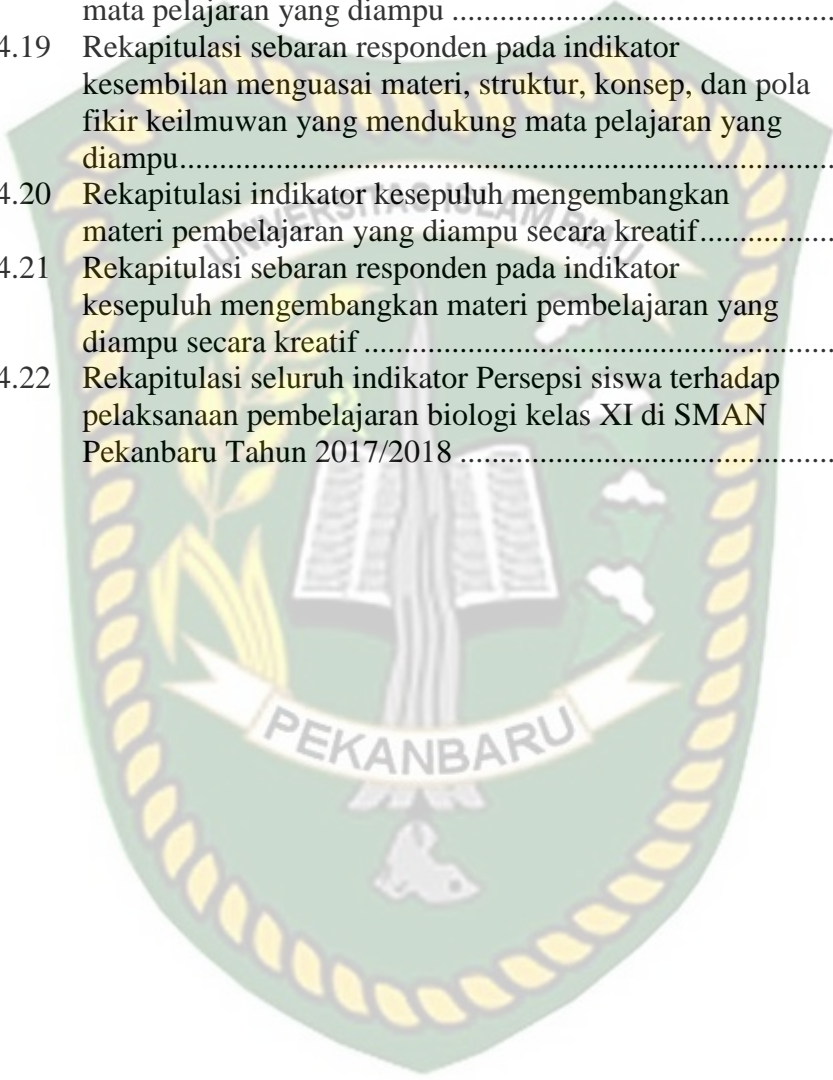 mata pelajaran yang diampu ............................................
4.19 Rekapitulasi sebaran responden pada indikator
kesembilan menguasai materi, struktur, konsep, dan pola
fikir keilmuwan yang mendukung mata pelajaran yang
diampu............................................................................
4.20 Rekapitulasi indikator kesepuluh mengembangkan
materi pembelajaran yang diampu secara kreatif................
4.21 Rekapitulasi sebaran responden pada indikator
kesepuluh mengembangkan materi pembelajaran yang
diampu secara kreatif ......................................................
4.22 Rekapitulasi seluruh indikator Persepsi siswa terhadap
pelaksanaan pembelajaran biologi kelas XI di SMAN
Pekanbaru Tahun 2017/2018 ...........................................
UNIVERSITAS ISLAM RIAU
PEKANBARU